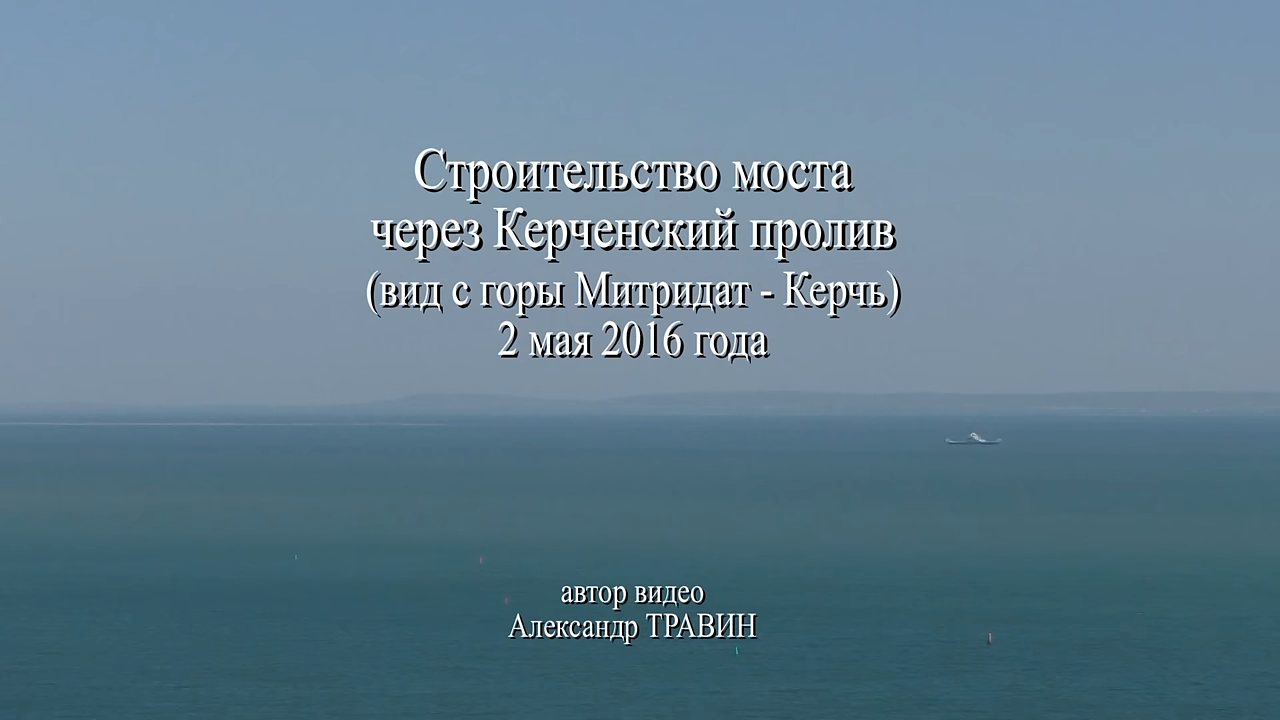 Строительство моста
через Керченский пролив
(вид с горы Митридат - Керчь)
2 мая 2016 года
автор видео
Александр ТРАВИН